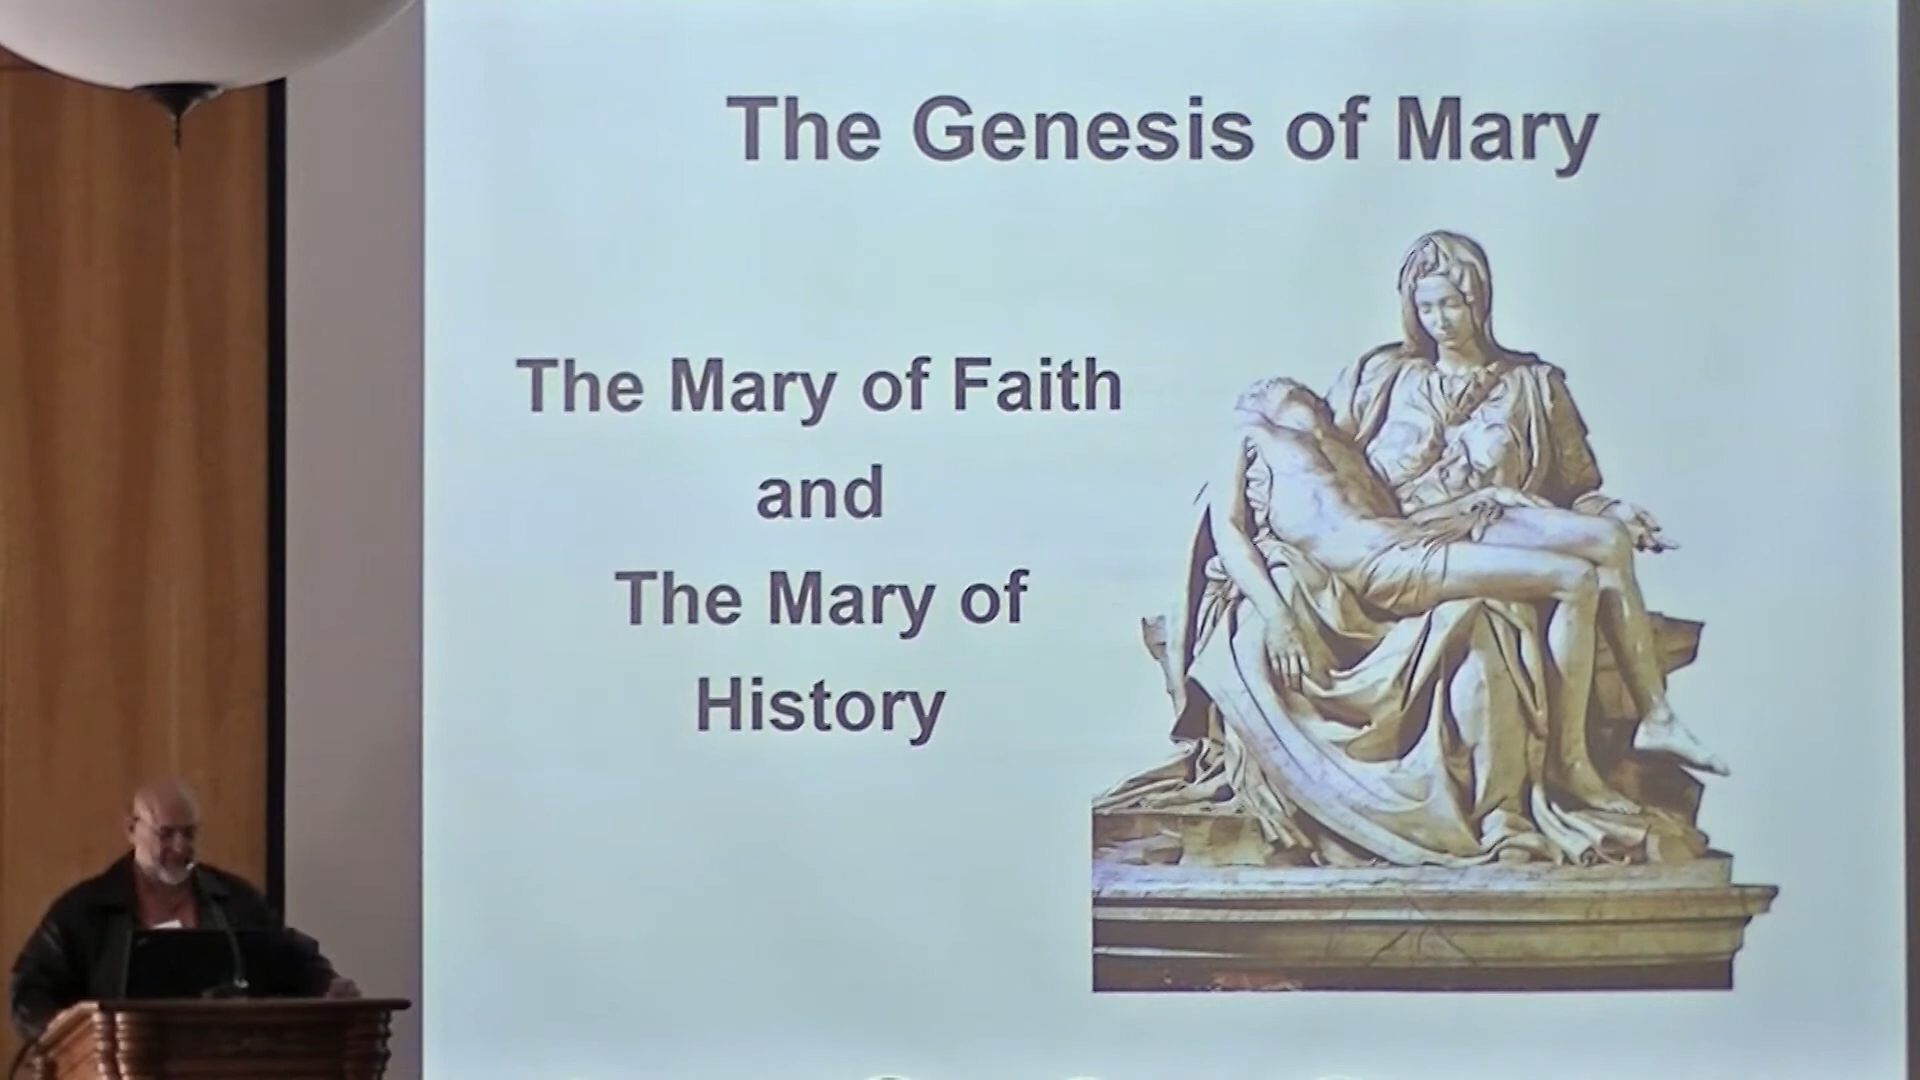 The Genesis of Mary
The Mary of Faith
and
The Mary of
History